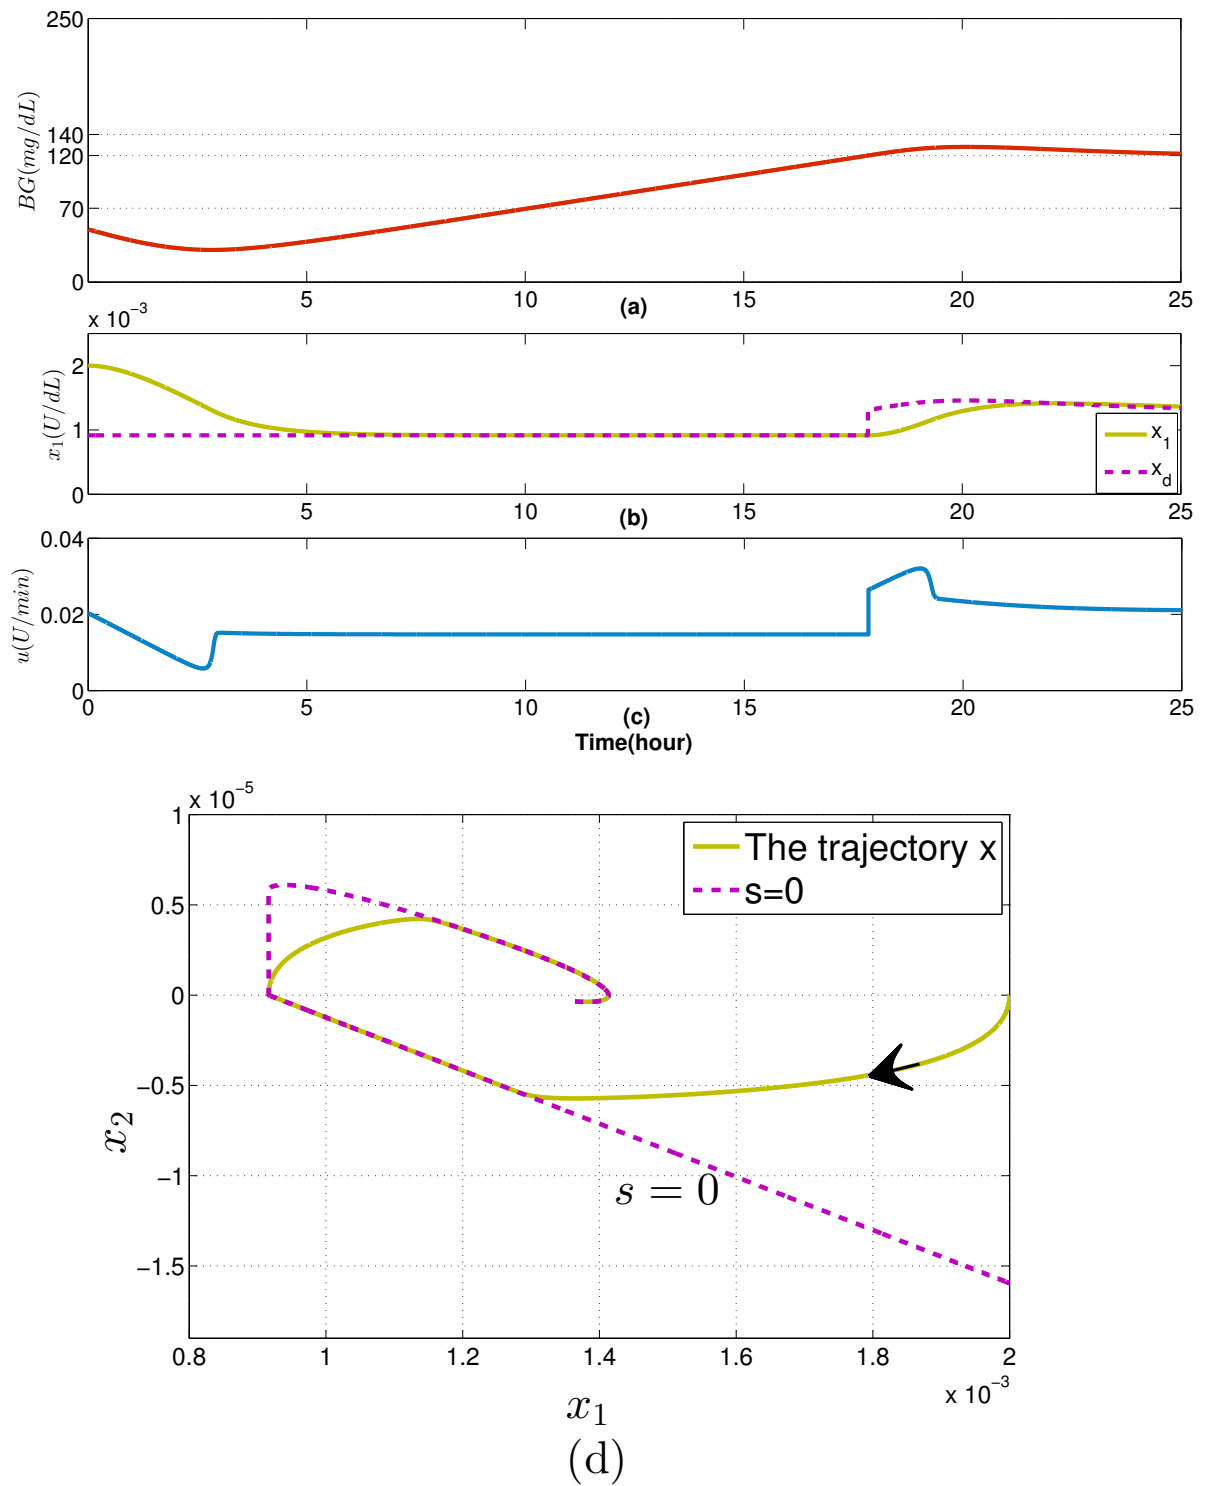 250
140
120
70
0
BG(mg/dL)
5 10 15 20 25
(a)
x 10⁻³
2
1
0
x₁(U/dL)
x₁
x_d
5 10 15 20 25
(b)
0.04
0.02
0
u(U/min)
0 5 10 15 20 25
(c)
Time(hour)
x 10⁻⁵
1
0.5
0
−0.5
−1
−1.5
x₂
The trajectory x
s=0
s = 0
0.8 1 1.2 1.4 1.6 1.8 2
x 10⁻³
x₁
(d)